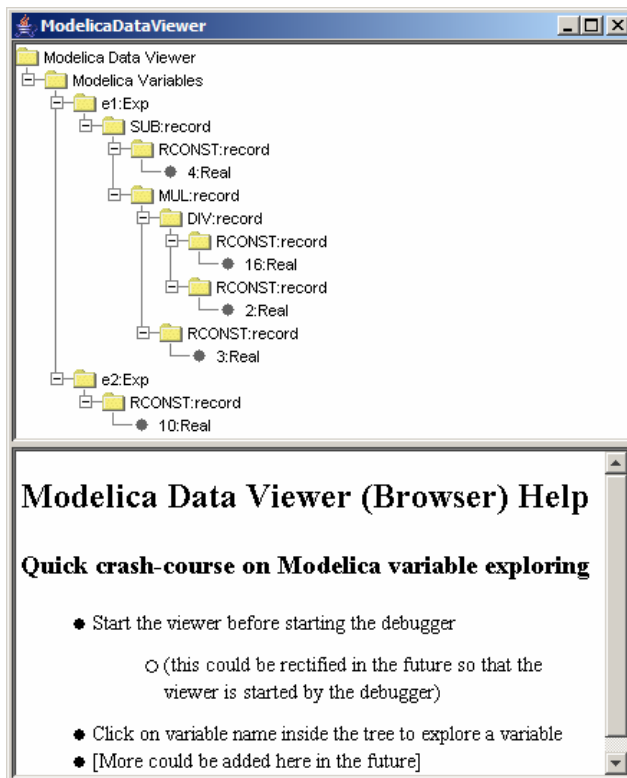 ModelicaDataViewer
Modelica Data Viewer
Modelica Variables
e1:Exp
SUB:record
RCONST:record
4:Real
MUL:record
DIV:record
RCONST:record
16:Real
RCONST:record
2:Real
RCONST:record
3:Real
e2:Exp
RCONST:record
10:Real
Modelica Data Viewer (Browser) Help
Quick crash-course on Modelica variable exploring
Start the viewer before starting the debugger
(this could be rectified in the future so that the
viewer is started by the debugger)
Click on variable name inside the tree to explore a variable
[More could be added here in the future]